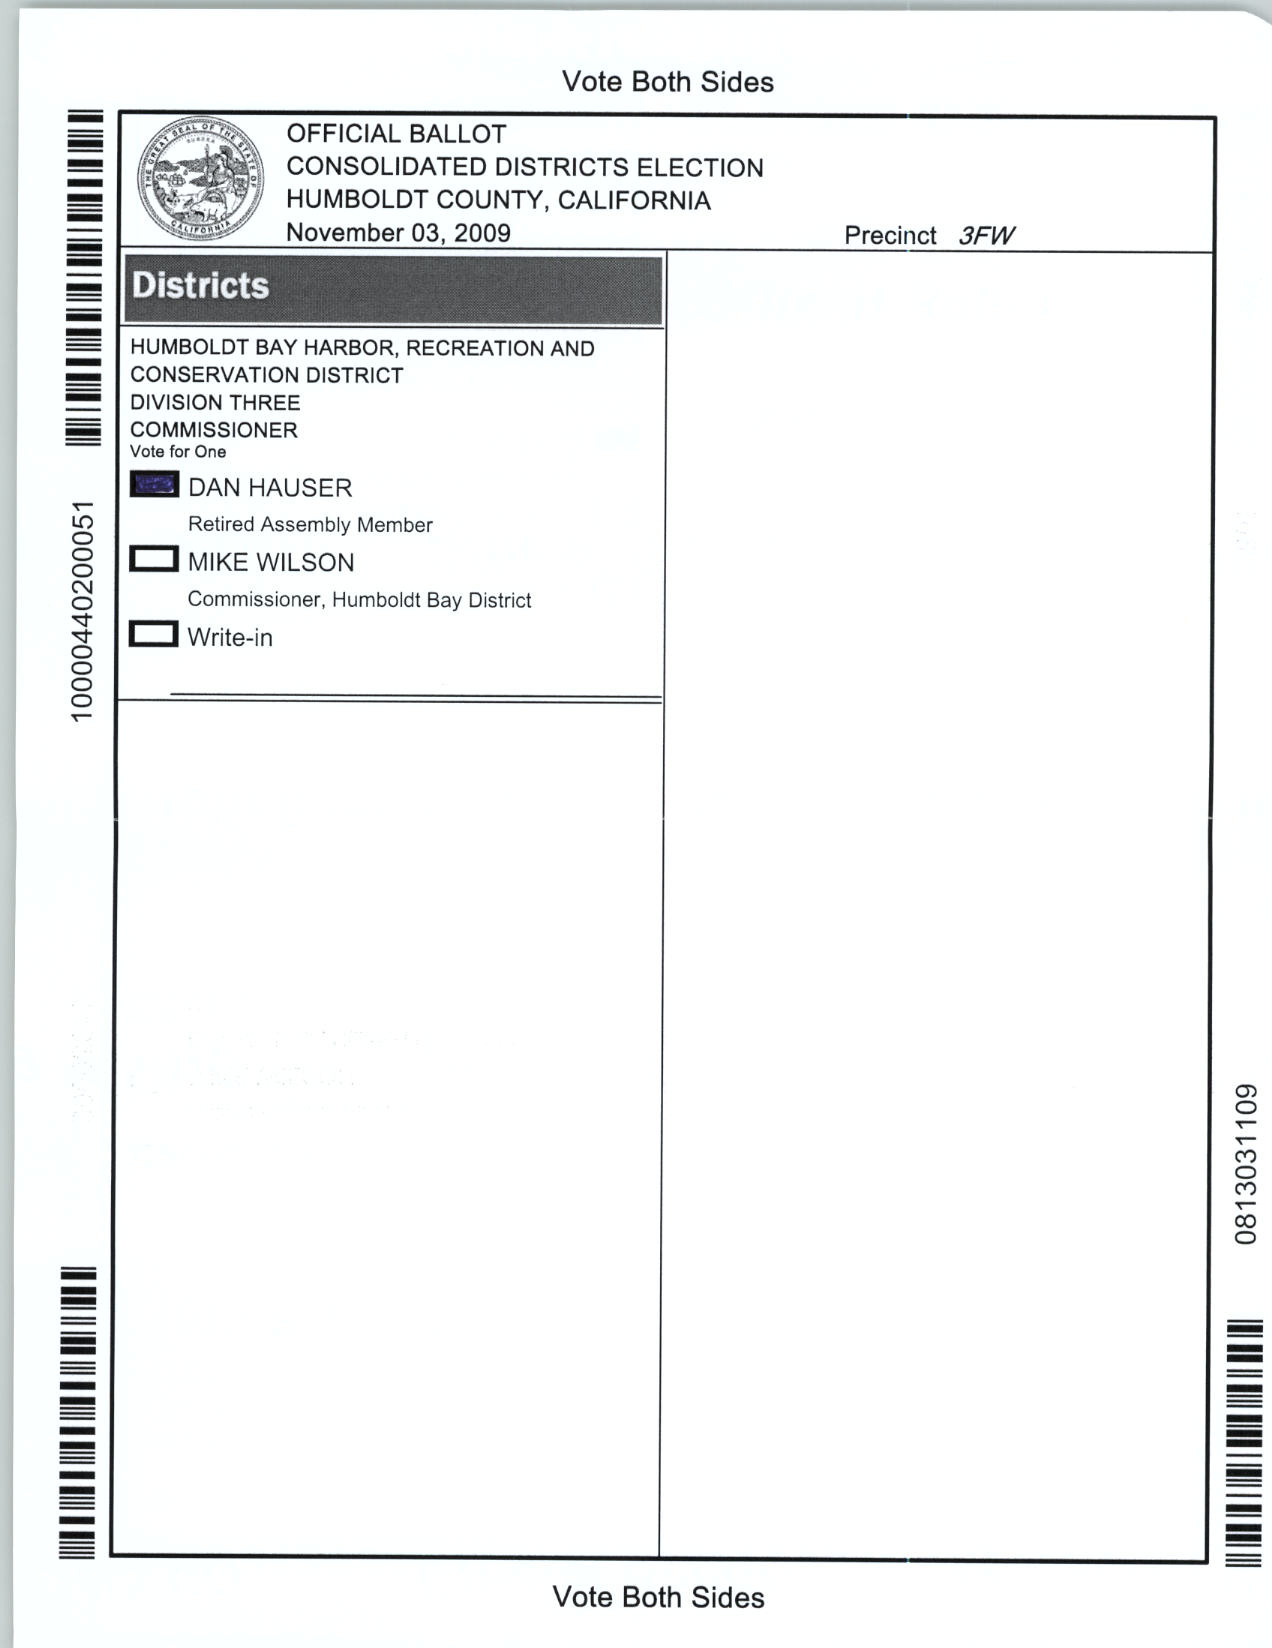 Vote Both Sides
THE GREAT SEAL OF THE STATE OF CALIFORNIA
EUREKA
OFFICIAL BALLOT
CONSOLIDATED DISTRICTS ELECTION
HUMBOLDT COUNTY, CALIFORNIA
November 03, 2009
Precinct 3FW
Districts
HUMBOLDT BAY HARBOR, RECREATION AND
CONSERVATION DISTRICT
DIVISION THREE
COMMISSIONER
Vote for One
DAN HAUSER
Retired Assembly Member
MIKE WILSON
Commissioner, Humboldt Bay District
Write-in
10000440200051
0813031109
Vote Both Sides